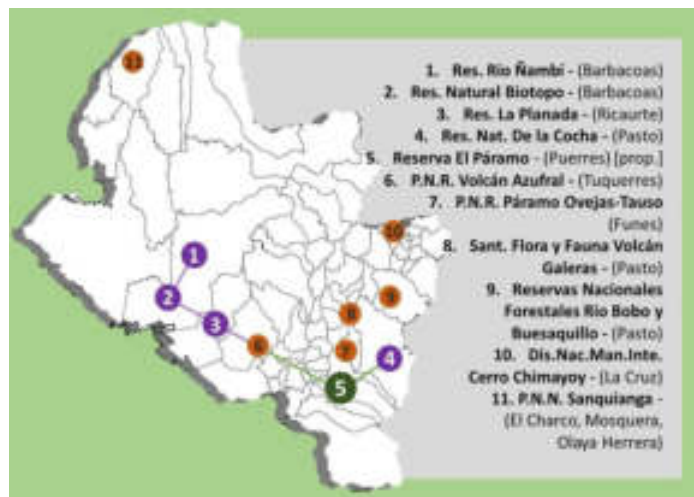 11
1. Res. Río Ñambí - (Barbacoas)
2. Res. Natural Biotopo - (Barbacoas)
3. Res. La Planada - (Ricaurte)
4. Res. Nat. De la Cocha - (Pasto)
5. Reserva El Páramo - (Puerres) [prop.]
6. P.N.R. Volcán Azufral - (Tuquerres)
7. P.N.R. Páramo Ovejas-Tauso
(Funes)
8. Sant. Flora y Fauna Volcán
Galeras - (Pasto)
9. Reservas Nacionales
Forestales Río Bobo y
Buesaquillo - (Pasto)
10. Dis.Nac.Man.Inte.
Cerro Chimayoy - (La Cruz)
11. P.N.N. Sanquianga -
(El Charco, Mosquera,
Olaya Herrera)
10
1
2
9
3
8
6
7
4
5